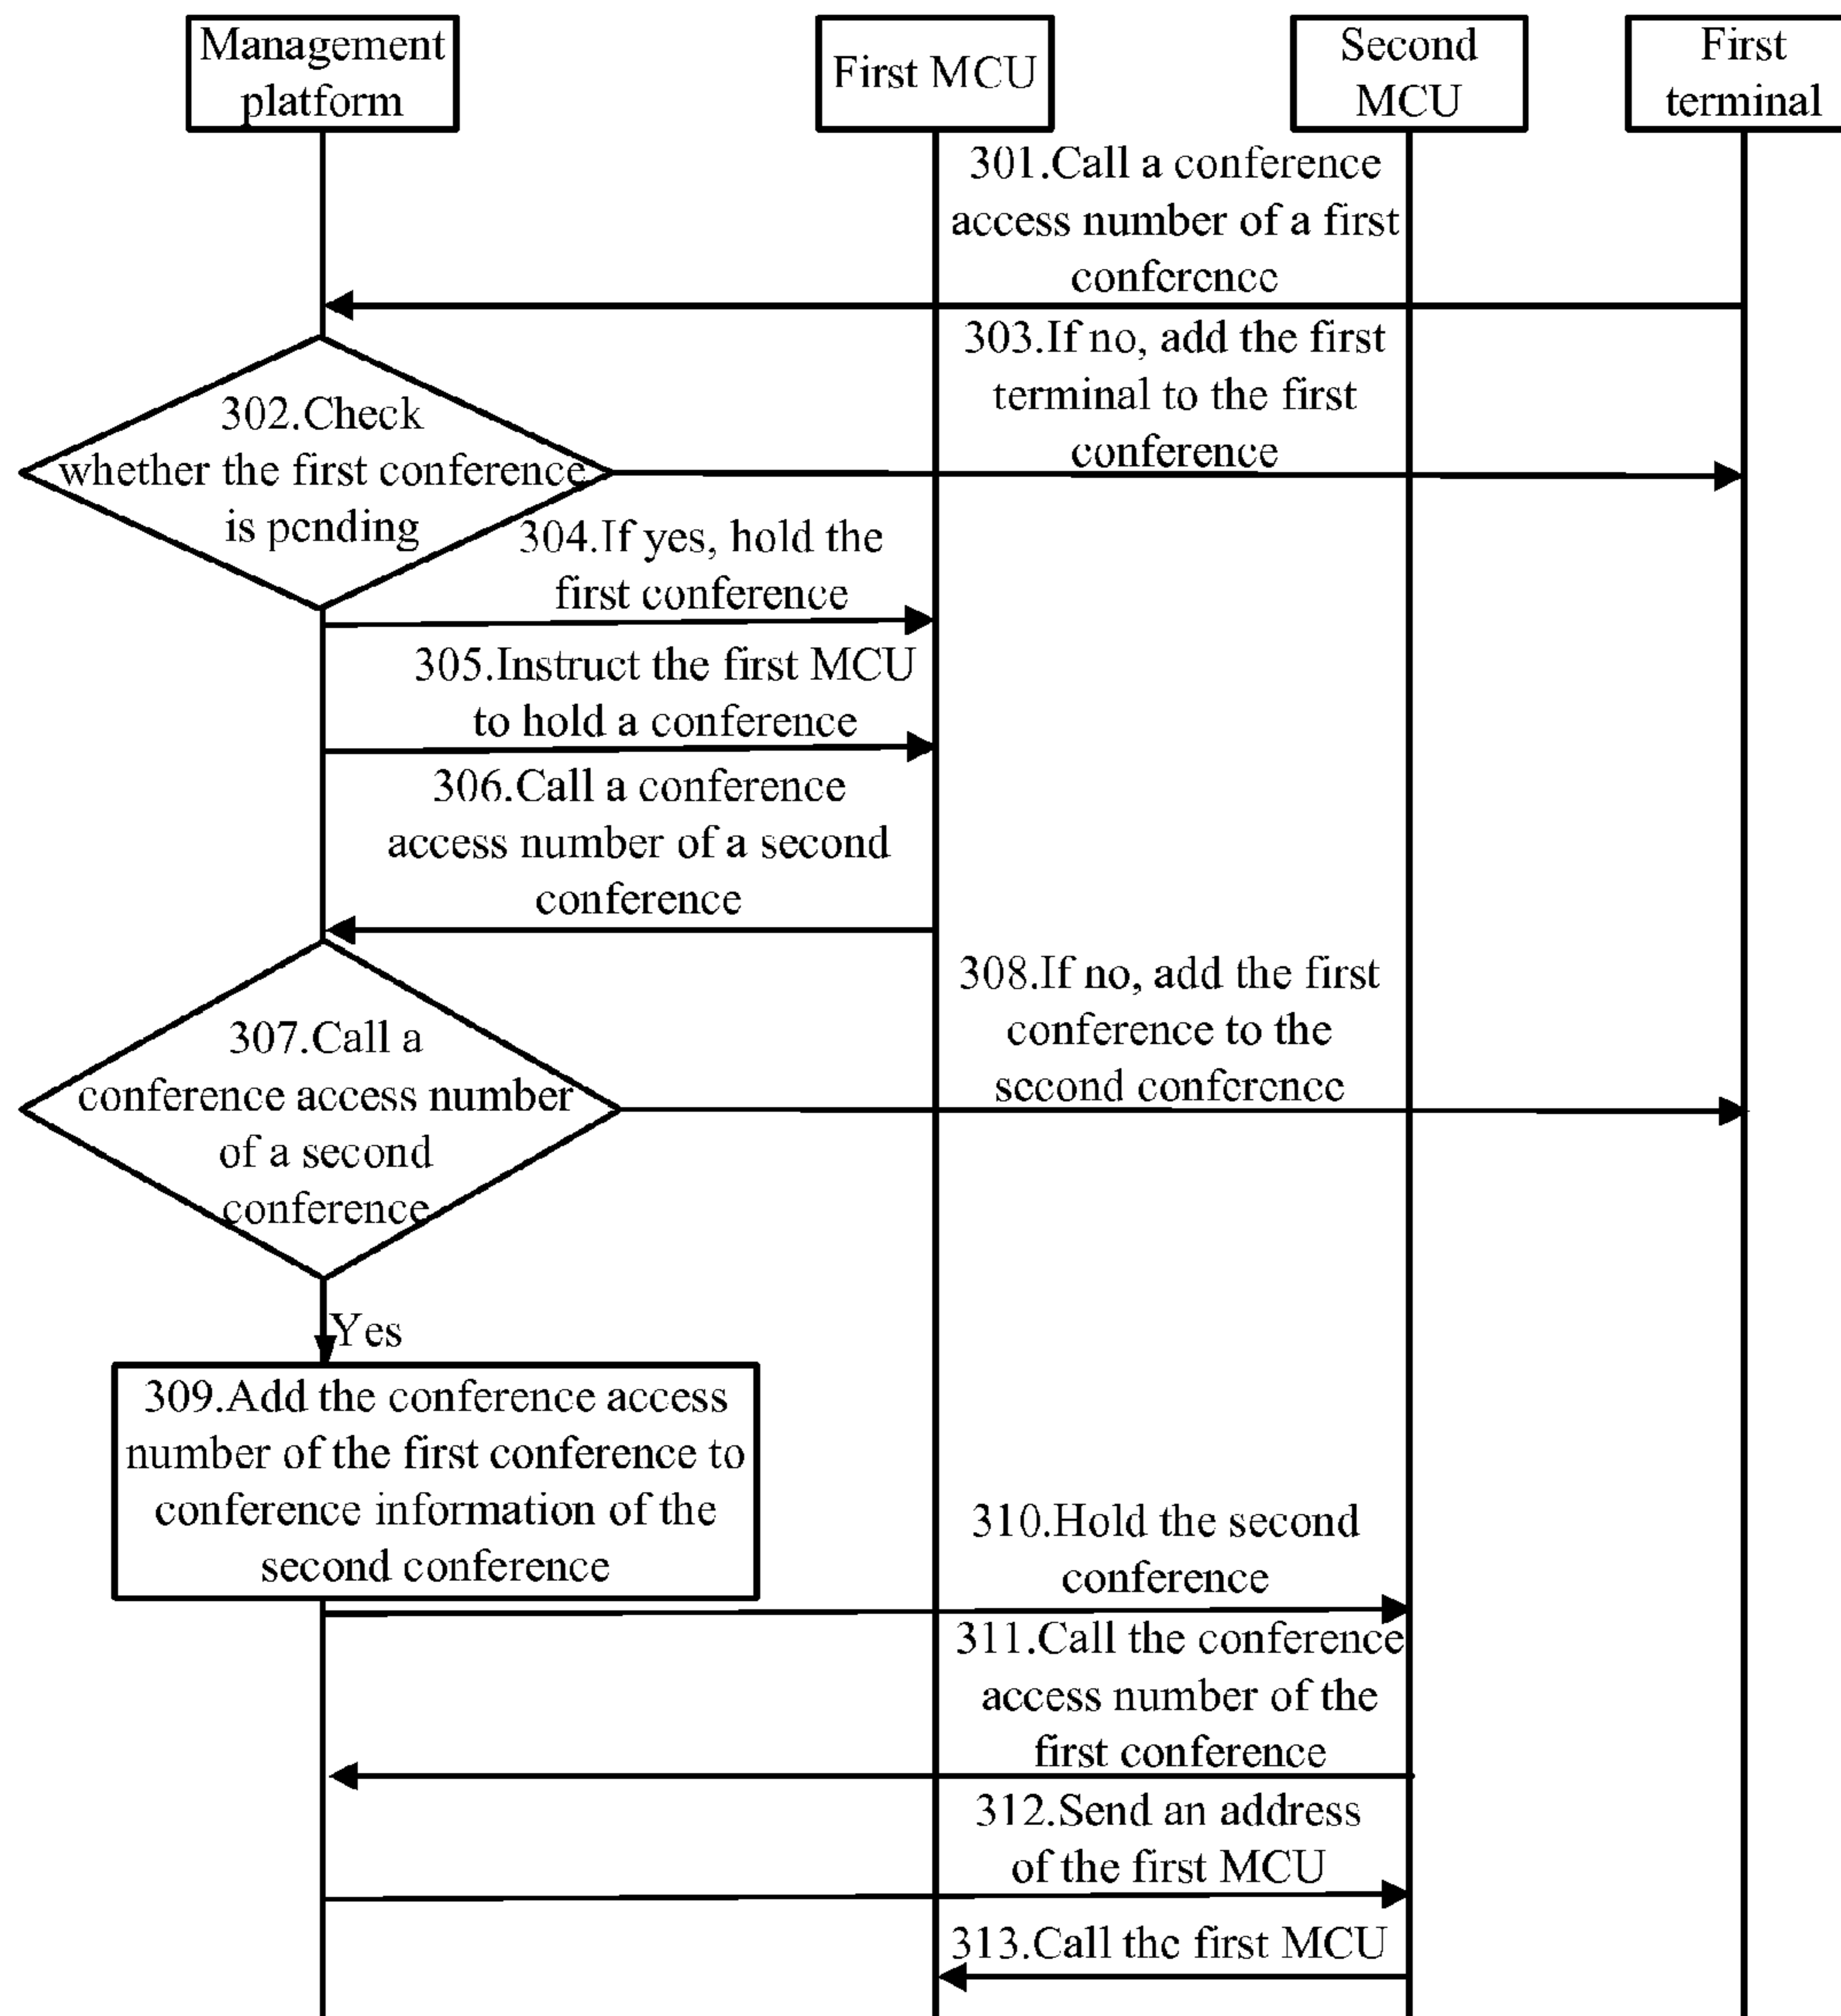 Management
platform
First MCU
Second
MCU
First
terminal
301.Call a conference
access number of a first
conference
303.If no, add the first
terminal to the first
conference
302.Check
whether the first conference
is pending
304.If yes, hold the
first conference
305.Instruct the first MCU
to hold a conference
306.Call a conference
access number of a second
conference
308.If no, add the first
conference to the
second conference
307.Call a
conference access number
of a second
conference
Yes
309.Add the conference access
number of the first conference to
conference information of the
second conference
310.Hold the second
conference
311.Call the conference
access number of the
first conference
312.Send an address
of the first MCU
313.Call the first MCU